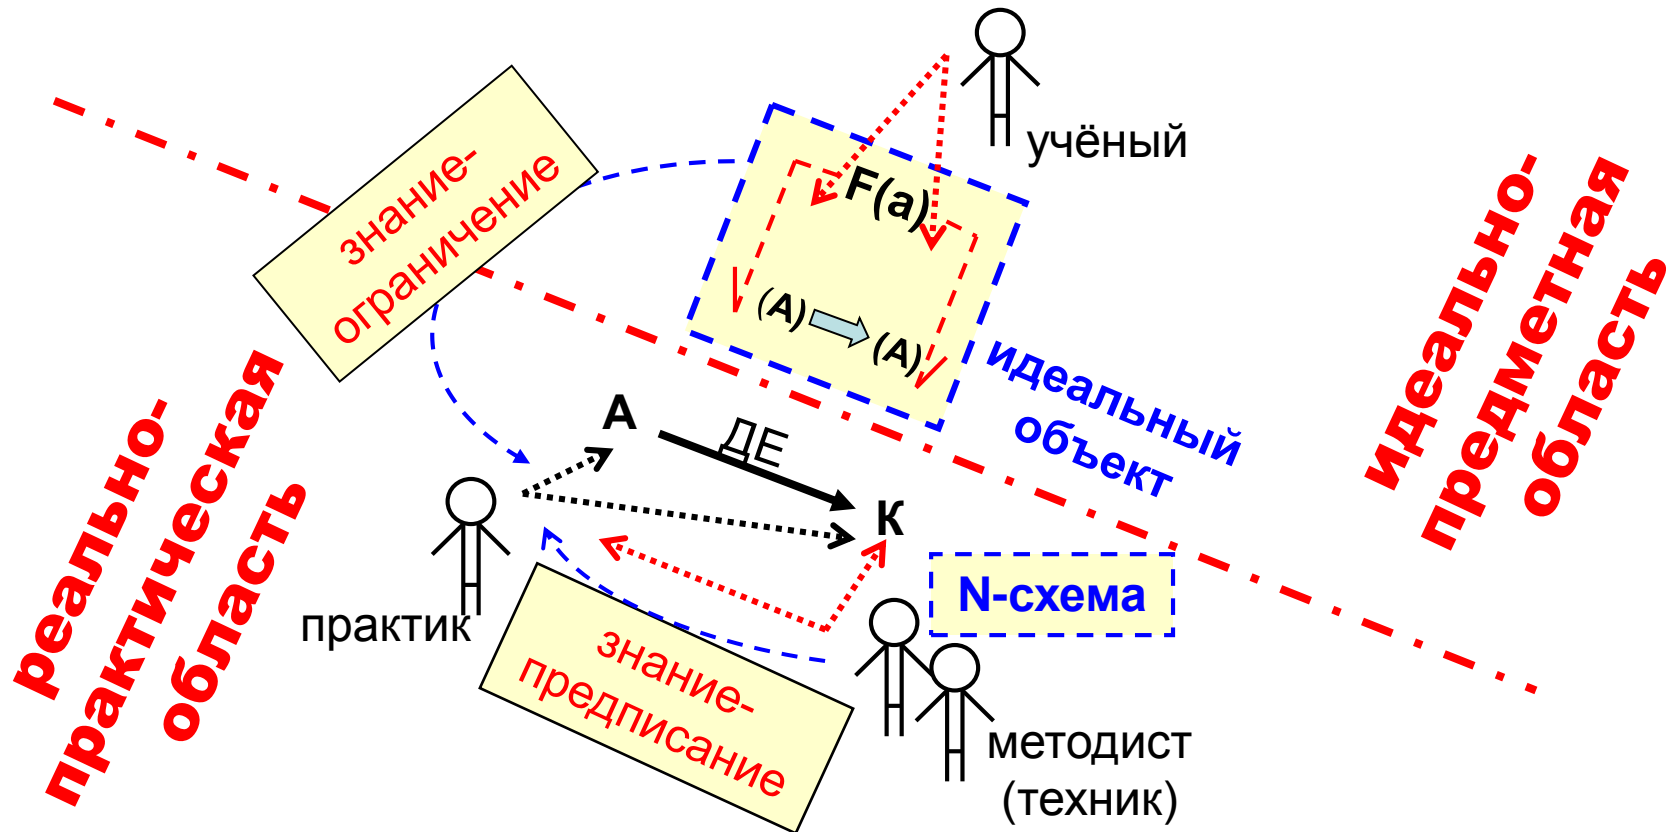 учёный
знание-
ограничение
F(a)
(A)
(A)
идеальный
объект
идеально-
предметная
область
реально-
практическая
область
А
ДЕ
К
практик
N-схема
знание-
предписание
методист
(техник)